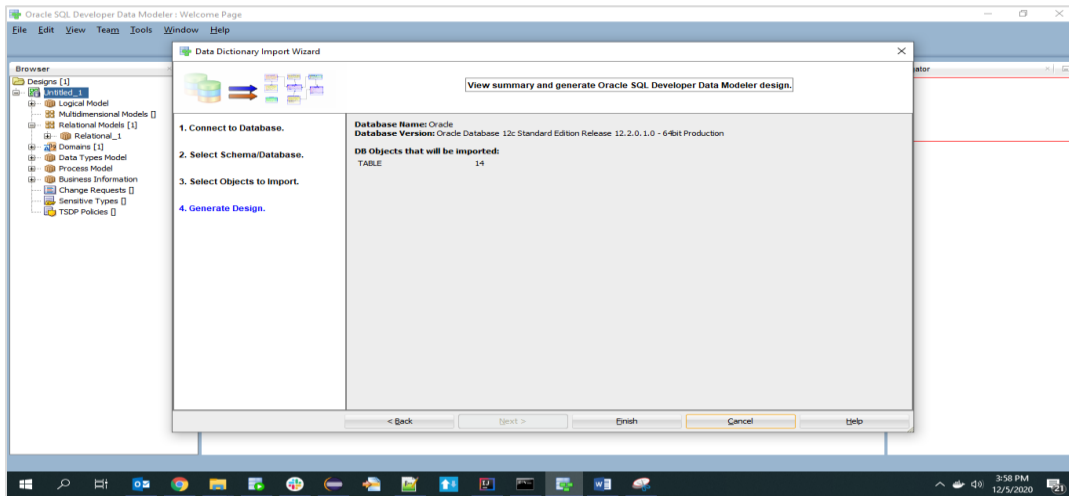 Oracle SQL Developer Data Modeler : Welcome Page
File Edit View Team Tools Window Help
Data Dictionary Import Wizard
Browser
ator
Designs [1]
Untitled_1
Logical Model
Multidimensional Models []
Relational Models [1]
Relational_1
Domains [1]
Data Types Model
Process Model
Business Information
Change Requests []
Sensitive Types []
TSDP Policies []
View summary and generate Oracle SQL Developer Data Modeler design.
1. Connect to Database.
2. Select Schema/Database.
3. Select Objects to Import.
4. Generate Design.
Database Name: Oracle
Database Version: Oracle Database 12c Standard Edition Release 12.2.0.1.0 - 64bit Production
DB Objects that will be imported:
TABLE 14
< Back Next > Finish Cancel Help
3:58 PM
12/5/2020
21